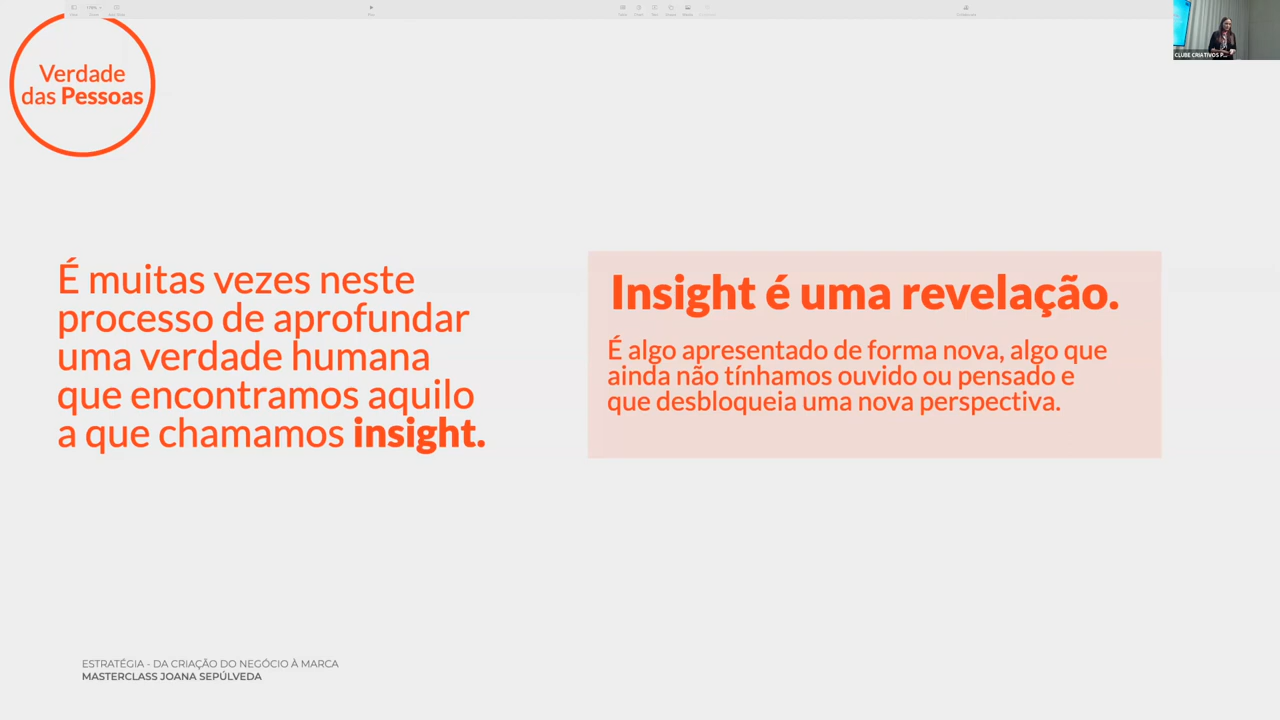 Verdade
das Pessoas
É muitas vezes neste
processo de aprofundar
uma verdade humana
que encontramos aquilo
a que chamamos insight.
Insight é uma revelação.
É algo apresentado de forma nova, algo que
ainda não tínhamos ouvido ou pensado e
que desbloqueia uma nova perspectiva.
ESTRATÉGIA - DA CRIAÇÃO DO NEGÓCIO À MARCA
MASTERCLASS JOANA SEPÚLVEDA
CLUBE CRIATIVOS P...